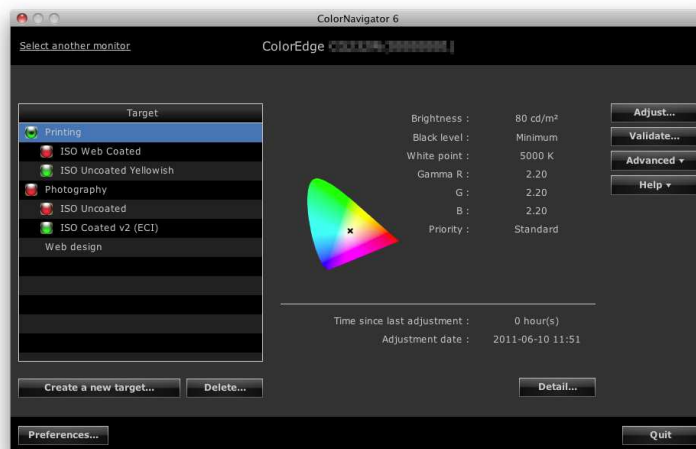 ColorNavigator 6
Select another monitor
ColorEdge
Target
Printing
ISO Web Coated
ISO Uncoated Yellowish
Photography
ISO Uncoated
ISO Coated v2 (ECI)
Web design
Brightness : 80 cd/m²
Black level : Minimum
White point : 5000 K
Gamma R : 2.20
G : 2.20
B : 2.20
Priority : Standard
Time since last adjustment : 0 hour(s)
Adjustment date : 2011-06-10 11:51
Adjust...
Validate...
Advanced ▾
Help ▾
Create a new target...
Delete...
Detail...
Preferences...
Quit